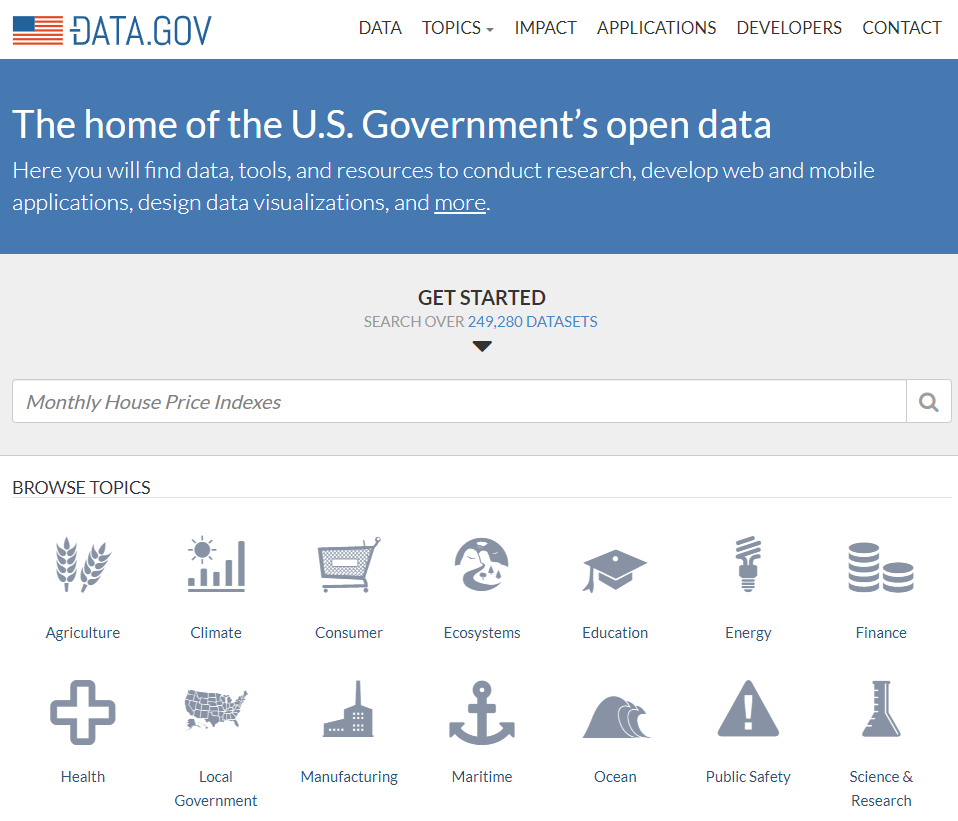 DATA.GOV
DATA TOPICS IMPACT APPLICATIONS DEVELOPERS CONTACT
The home of the U.S. Government’s open data
Here you will find data, tools, and resources to conduct research, develop web and mobile
applications, design data visualizations, and more.
GET STARTED
SEARCH OVER 249,280 DATASETS
Monthly House Price Indexes
BROWSE TOPICS
Agriculture
Climate
Consumer
Ecosystems
Education
Energy
Finance
Health
Local
Government
Manufacturing
Maritime
Ocean
Public Safety
Science &
Research